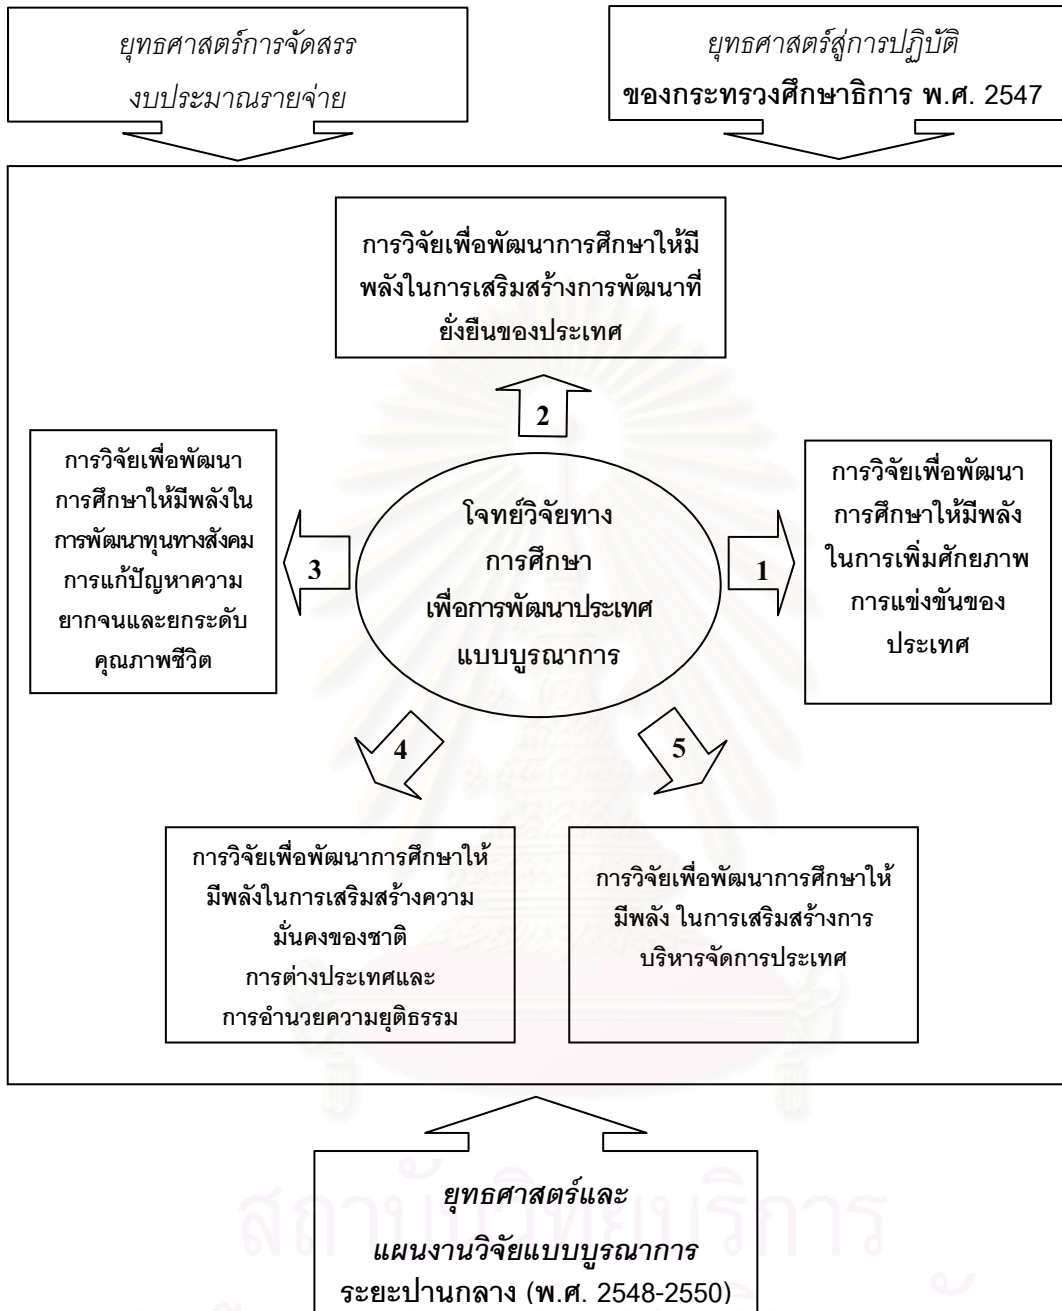 ยุทธศาสตร์การจัดสรร
งบประมาณรายจ่าย
ยุทธศาสตร์สู่การปฏิบัติ
ของกระทรวงศึกษาธิการ พ.ศ. 2547
การวิจัยเพื่อพัฒนาการศึกษาให้มี
พลังในการเสริมสร้างการพัฒนาที่
ยั่งยืนของประเทศ
2
การวิจัยเพื่อพัฒนา
การศึกษาให้มีพลังใน
การพัฒนาทุนทางสังคม
การแก้ปัญหาความ
ยากจนและยกระดับ
คุณภาพชีวิต
3
โจทย์วิจัยทาง
การศึกษา
เพื่อการพัฒนาประเทศ
แบบบูรณาการ
1
การวิจัยเพื่อพัฒนา
การศึกษาให้มีพลัง
ในการเพิ่มศักยภาพ
การแข่งขันของ
ประเทศ
4
5
การวิจัยเพื่อพัฒนาการศึกษาให้
มีพลังในการเสริมสร้างความ
มั่นคงของชาติ
การต่างประเทศและ
การอำนวยความยุติธรรม
การวิจัยเพื่อพัฒนาการศึกษาให้
มีพลัง ในการเสริมสร้างการ
บริหารจัดการประเทศ
ยุทธศาสตร์และ
แผนงานวิจัยแบบบูรณาการ
ระยะปานกลาง (พ.ศ. 2548-2550)
สถาบันวิทยบริการ